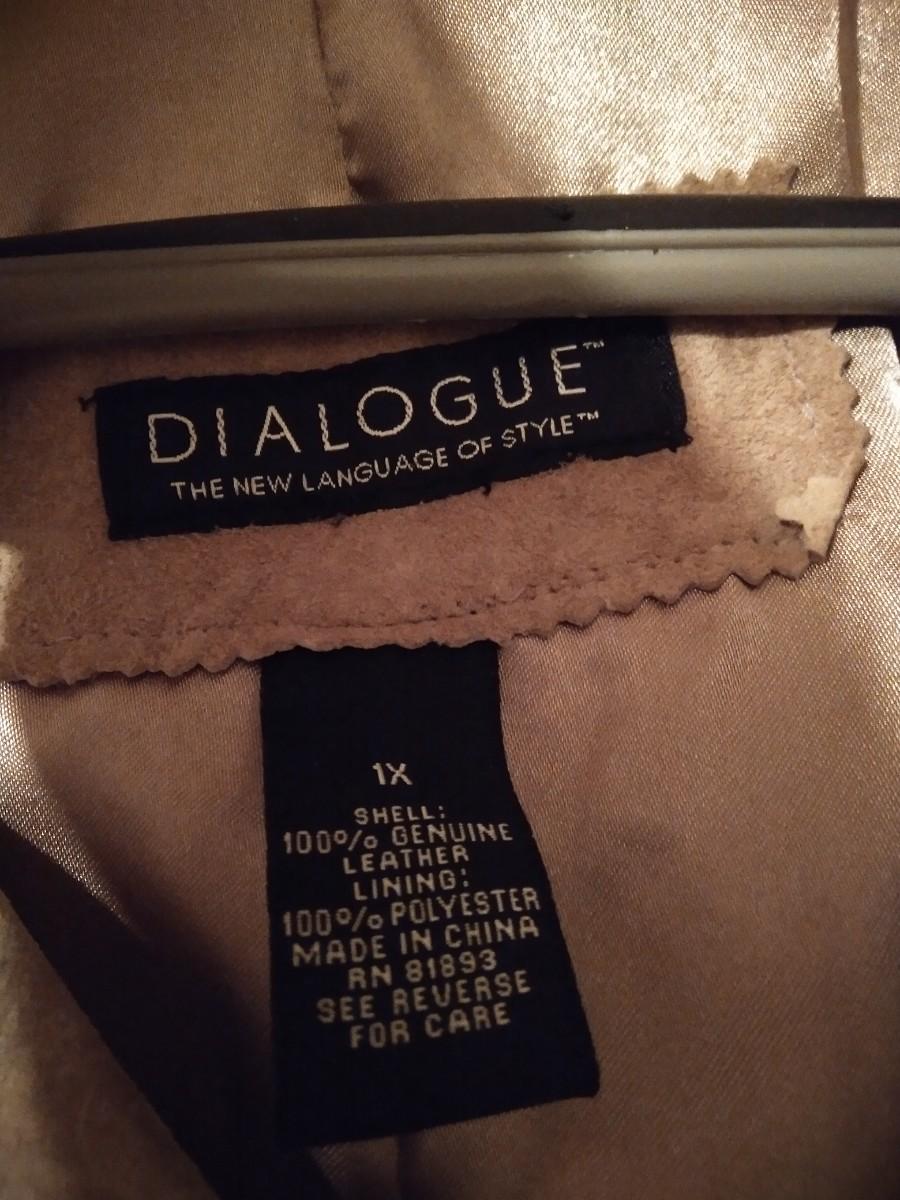 DIALOGUE™
THE NEW LANGUAGE OF STYLE™
1X
SHELL:
100% GENUINE
LEATHER
LINING:
100% POLYESTER
MADE IN CHINA
RN 81893
SEE REVERSE
FOR CARE